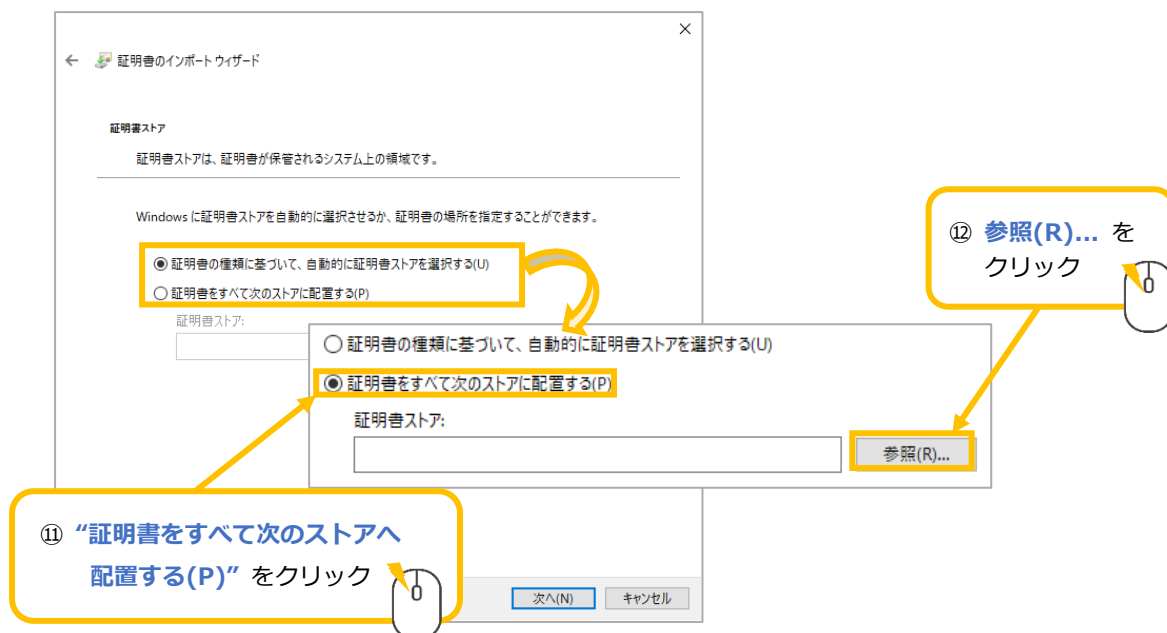 証明書のインポート ウィザード
証明書ストア
証明書ストアは、証明書が保管されるシステム上の領域です。
Windows に証明書ストアを自動的に選択させるか、証明書の場所を指定することができます。
証明書の種類に基づいて、自動的に証明書ストアを選択する(U)
証明書をすべて次のストアに配置する(P)
証明書ストア:
証明書の種類に基づいて、自動的に証明書ストアを選択する(U)
証明書をすべて次のストアに配置する(P)
証明書ストア:
参照(R)...
⑫ 参照(R)... を
クリック
⑪ “証明書をすべて次のストアへ
配置する(P)” をクリック
次へ(N)
キャンセル